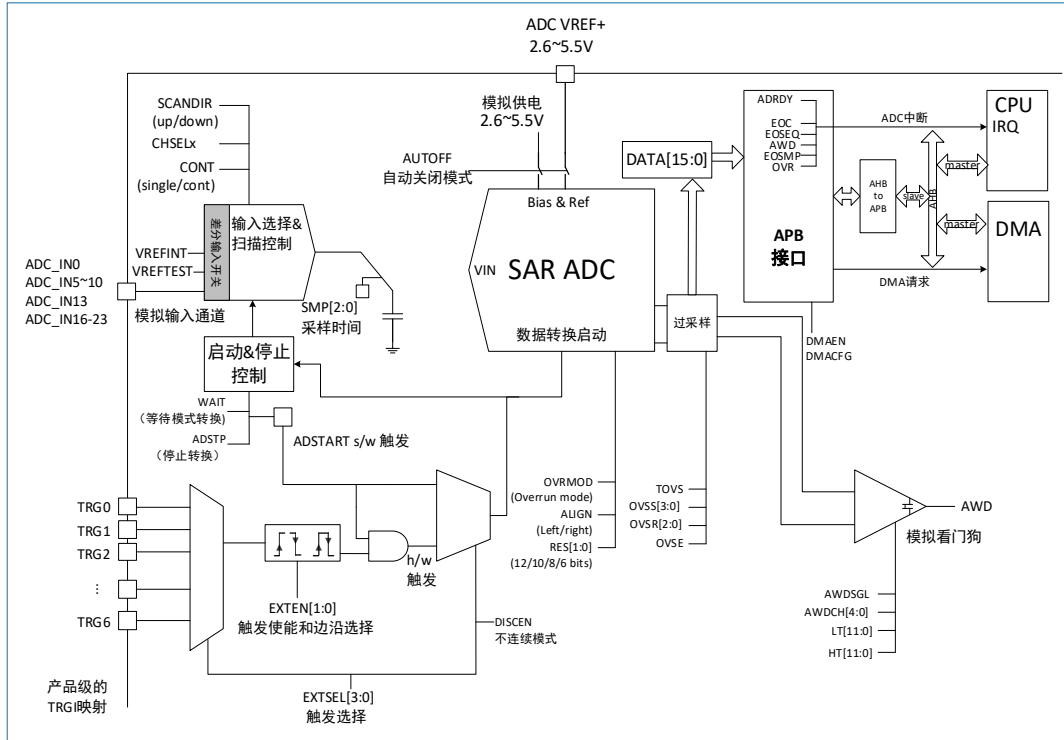 ADC VREF+
2.6~5.5V
SCANDIR
(up/down)
CHSELx
CONT
(single/cont)
模拟供电
2.6~5.5V
AUTOFF
自动关闭模式
Bias & Ref
DATA[15:0]
ADRDY
EOC
EOSEQ
AWD
EOSMP
OVR
ADC中断
CPU
IRQ
AHB
to
APB
slave
AHB
master
master
DMA
APB
接口
DMA请求
DMAEN
DMACFG
差分输入开关
输入选择&
扫描控制
VREFINT
VREFTEST
ADC_IN0
ADC_IN5~10
ADC_IN13
ADC_IN16-23
模拟输入通道
SMP[2:0]
采样时间
VIN
SAR ADC
数据转换启动
过采样
启动&停止
控制
WAIT
(等待模式转换)
ADSTP
(停止转换)
ADSTART s/w 触发
TRG0
TRG1
TRG2
...
TRG6
EXTEN[1:0]
触发使能和边沿选择
h/w
触发
OVRMOD
(Overrun mode)
ALIGN
(Left/right)
RES[1:0]
(12/10/8/6 bits)
TOVS
OVSS[3:0]
OVSR[2:0]
OVSE
AWD
模拟看门狗
AWDSGL
AWDCH[4:0]
LT[11:0]
HT[11:0]
DISCEN
不连续模式
EXTSEL[3:0]
触发选择
产品级的
TRGI映射